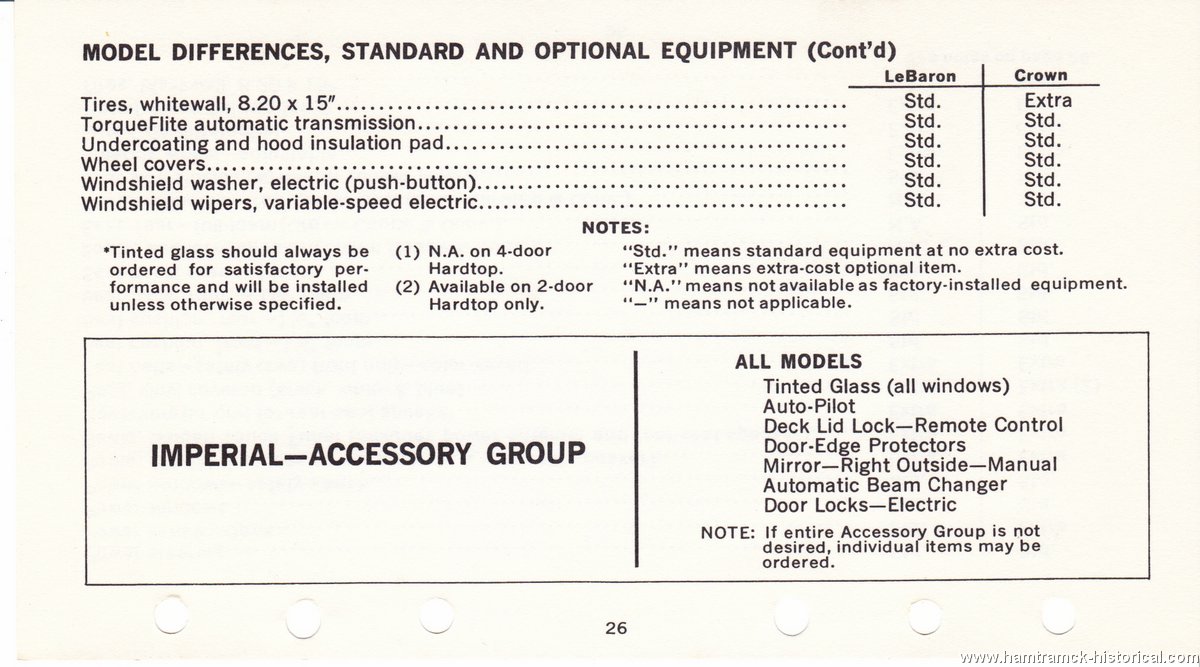 MODEL DIFFERENCES, STANDARD AND OPTIONAL EQUIPMENT (Cont'd)
LeBaron Crown
Tires, whitewall, 8.20 x 15″ Std. Extra
TorqueFlite automatic transmission Std. Std.
Undercoating and hood insulation pad Std. Std.
Wheel covers Std. Std.
Windshield washer, electric (push-button) Std. Std.
Windshield wipers, variable-speed electric Std. Std.
NOTES:
*Tinted glass should always be
ordered for satisfactory per-
formance and will be installed
unless otherwise specified.
(1) N.A. on 4-door
Hardtop.
(2) Available on 2-door
Hardtop only.
"Std." means standard equipment at no extra cost.
"Extra" means extra-cost optional item.
"N.A." means not available as factory-installed equipment.
"—" means not applicable.
IMPERIAL—ACCESSORY GROUP
ALL MODELS
Tinted Glass (all windows)
Auto-Pilot
Deck Lid Lock—Remote Control
Door-Edge Protectors
Mirror—Right Outside—Manual
Automatic Beam Changer
Door Locks—Electric
NOTE: If entire Accessory Group is not
desired, individual items may be
ordered.
26
www.hamtramck-historical.com